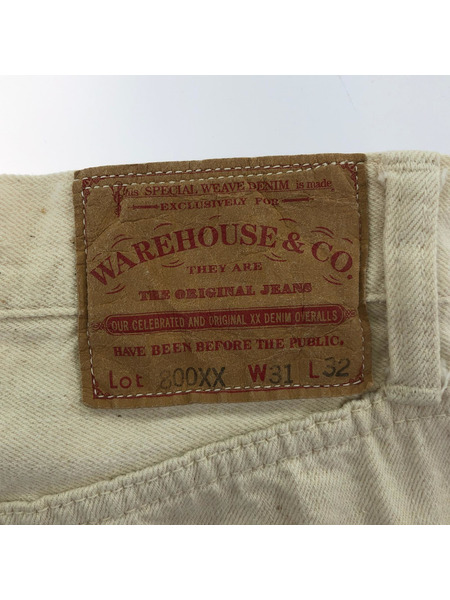 This SPECIAL WEAVE DENIM is made
EXCLUSIVELY FOR
WAREHOUSE & CO.
THEY ARE
THE ORIGINAL JEANS
OUR CELEBRATED AND ORIGINAL XX DENIM OVERALLS
HAVE BEEN BEFORE THE PUBLIC.
Lot 800XX W31 L32